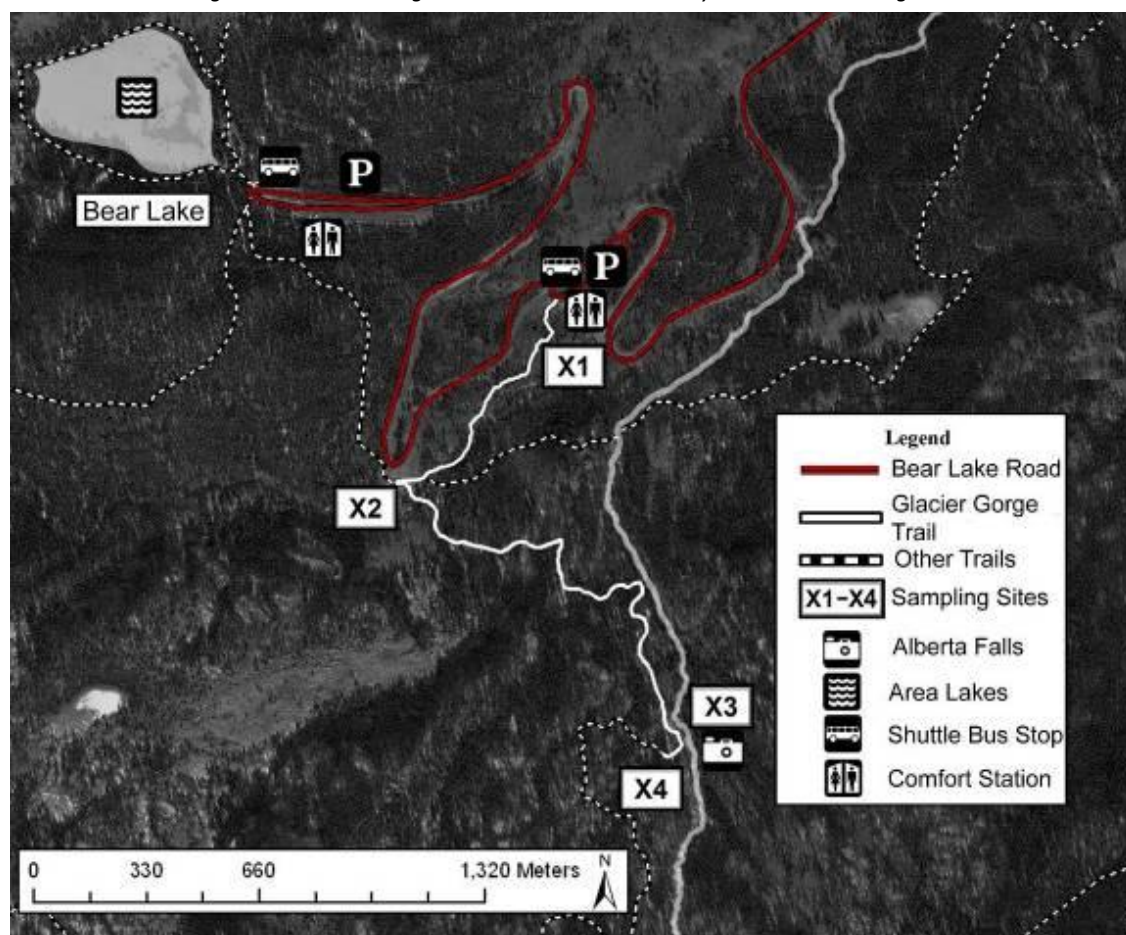 P
Bear Lake
P
X1
X2
Legend
Bear Lake Road
Glacier Gorge
Trail
Other Trails
X1-X4 Sampling Sites
Alberta Falls
Area Lakes
Shuttle Bus Stop
Comfort Station
X3
X4
0 330 660 1,320 Meters
N